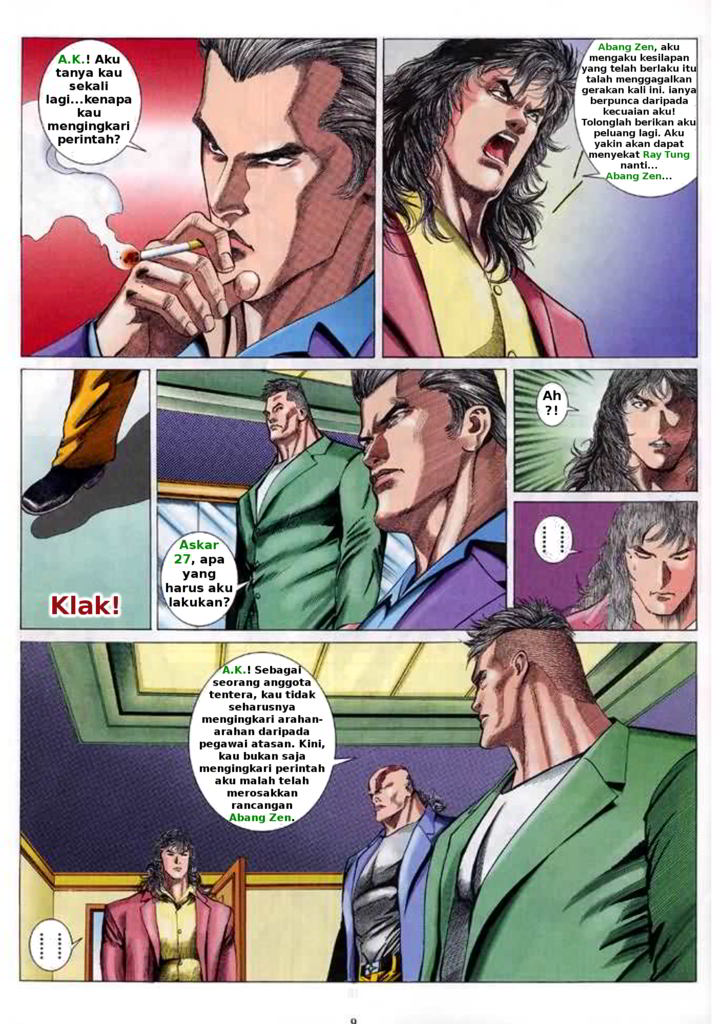 A.K.! Aku
tanya kau
sekali
lagi...kenapa
kau
mengingkari
perintah?
Abang Zen, aku
mengaku kesilapan
yang telah berlaku itu
talah menggagalkan
gerakan kali ini. ianya
berpunca daripada
kecuaian aku!
Tolonglah berikan aku
peluang lagi. Aku
yakin akan dapat
menyekat Ray Tung
nanti...
Abang Zen...
Klak!
Askar
27, apa
yang
harus aku
lakukan?
Ah
?!
A.K.! Sebagai
seorang anggota
tentera, kau tidak
seharusnya
mengingkari arahan-
arahan daripada
pegawai atasan. Kini,
kau bukan saja
mengingkari perintah
aku malah telah
merosakkan
rancangan
Abang Zen.
9